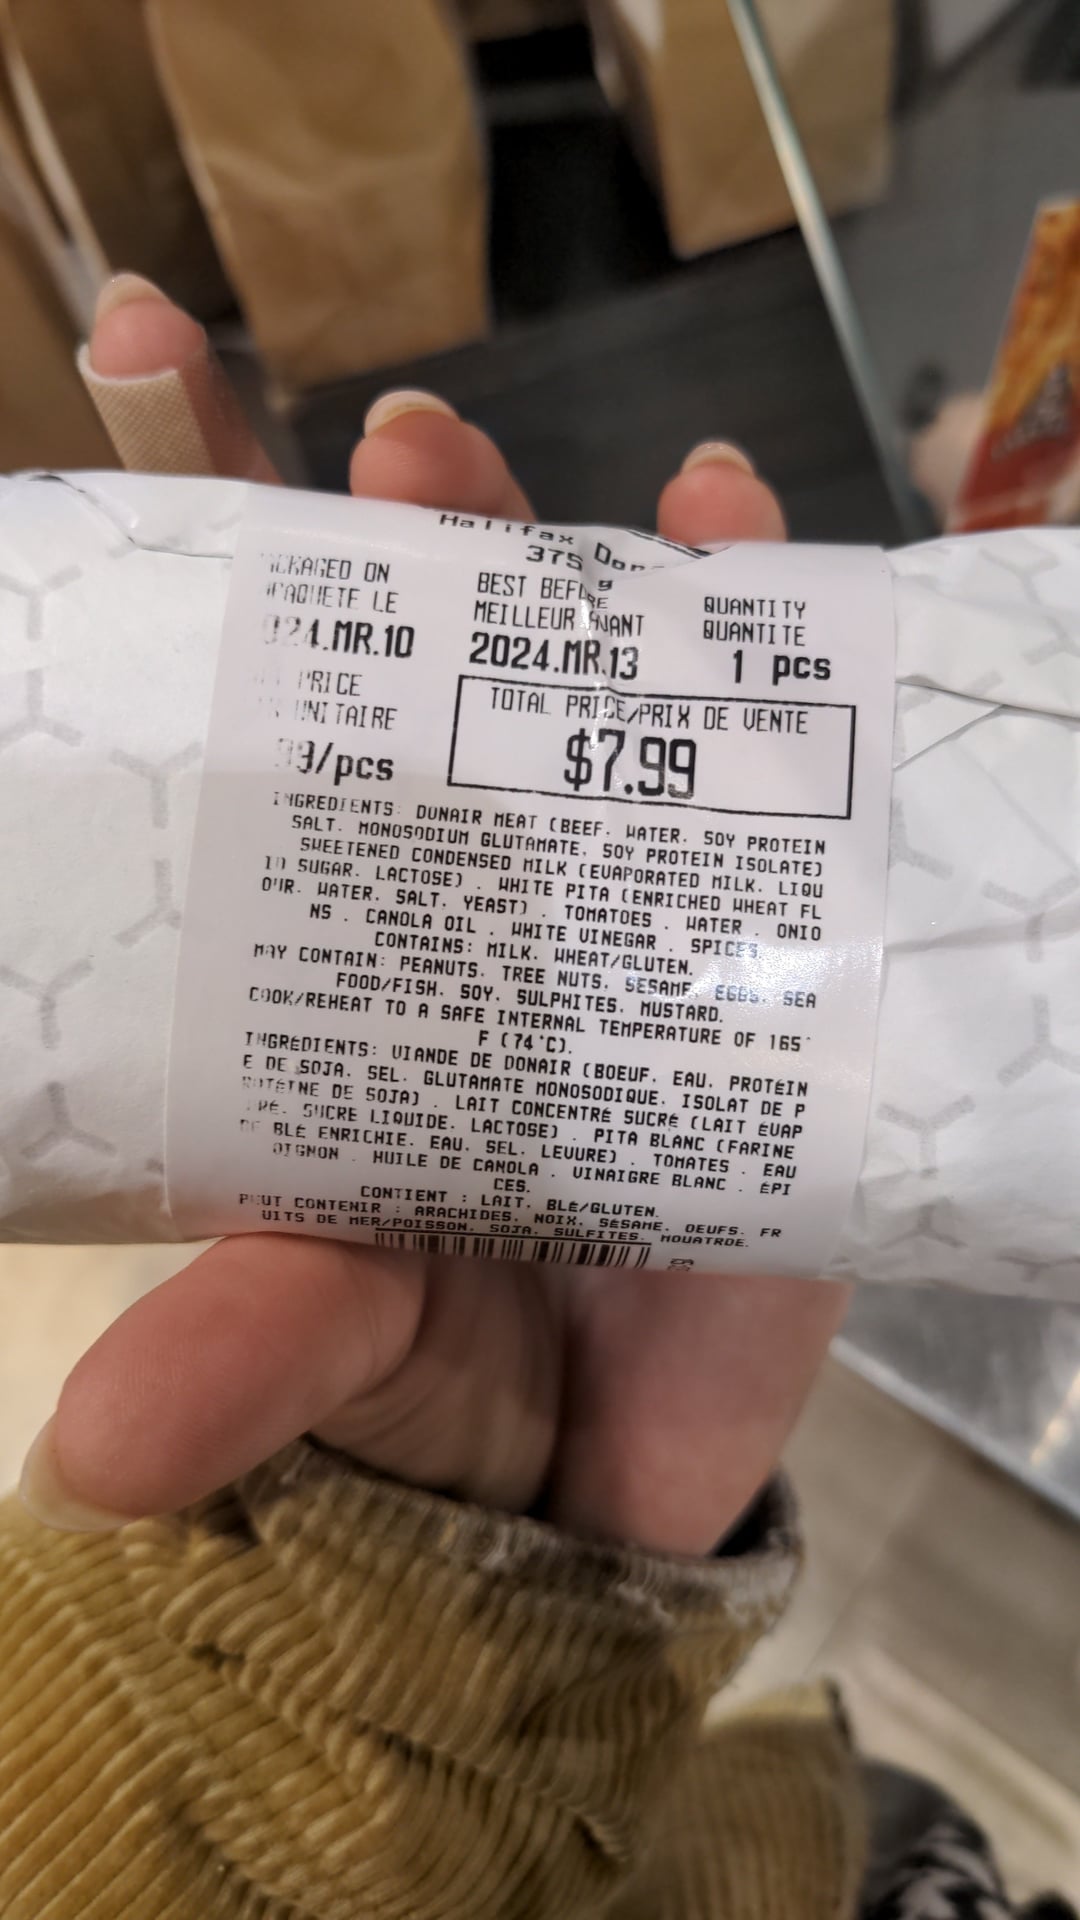 Halifax
375 g
PACKAGED ON
EMPAQUETE LE
2024.MR.10
BEST BEFORE
MEILLEUR AVANT
2024.MR.13
QUANTITY
QUANTITE
1 pcs
PRICE
UNITAIRE
99/pcs
TOTAL PRICE/PRIX DE VENTE
$7.99
INGREDIENTS: DONAIR MEAT (BEEF. WATER. SOY PROTEIN
SALT. MONOSODIUM GLUTAMATE. SOY PROTEIN ISOLATE)
SWEETENED CONDENSED MILK (EVAPORATED MILK. LIQU
ID SUGAR. LACTOSE) . WHITE PITA (ENRICHED WHEAT FL
OUR. WATER. SALT. YEAST) . TOMATOES . WATER . ONIO
NS . CANOLA OIL . WHITE VINEGAR . SPICES.
CONTAINS: MILK. WHEAT/GLUTEN.
MAY CONTAIN: PEANUTS. TREE NUTS. SESAME. EGGS. SEA
FOOD/FISH. SOY. SULPHITES. MUSTARD.
COOK/REHEAT TO A SAFE INTERNAL TEMPERATURE OF 165°
F (74°C).
INGRÉDIENTS: VIANDE DE DONAIR (BOEUF. EAU. PROTÉIN
E DE SOJA. SEL. GLUTAMATE MONOSODIQUE. ISOLAT DE P
ROTÉINE DE SOJA) . LAIT CONCENTRÉ SUCRÉ (LAIT ÉVAP
ORÉ. SUCRE LIQUIDE. LACTOSE) . PITA BLANC (FARINE
DE BLÉ ENRICHIE. EAU. SEL. LEVURE) . TOMATES . EAU
OIGNON . HUILE DE CANOLA . VINAIGRE BLANC . ÉPI
CES.
CONTIENT : LAIT. BLÉ/GLUTEN.
PEUT CONTENIR : ARACHIDES. NOIX. SÉSAME. OEUFS. FR
UITS DE MER/POISSON. SOJA. SULFITES. MOUATRDE.